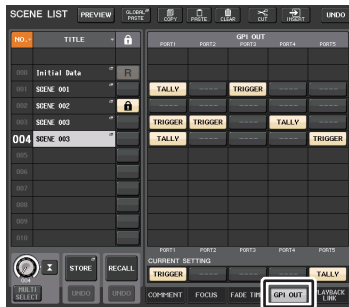 SCENE LIST PREVIEW GLOBAL PASTE COPY PASTE CLEAR CUT INSERT UNDO
NO. TITLE GPI OUT
PORT1 PORT2 PORT3 PORT4 PORT5
000 Initial Data R
001 SCENE 001 TALLY ---- TRIGGER ---- ----
002 SCENE 002 ---- ---- ---- ---- ----
003 SCENE 003 TRIGGER TRIGGER ---- TALLY ----
004 SCENE 003 TALLY ---- ---- ---- TRIGGER
005
006
007
008
009
010
PORT1 PORT2 PORT3 PORT4 PORT5
CURRENT SETTING
004 STORE RECALL TRIGGER ---- ---- ---- TALLY
MULTI SELECT UNDO UNDO COMMENT FOCUS FADE TIME GPI OUT PLAYBACK LINK